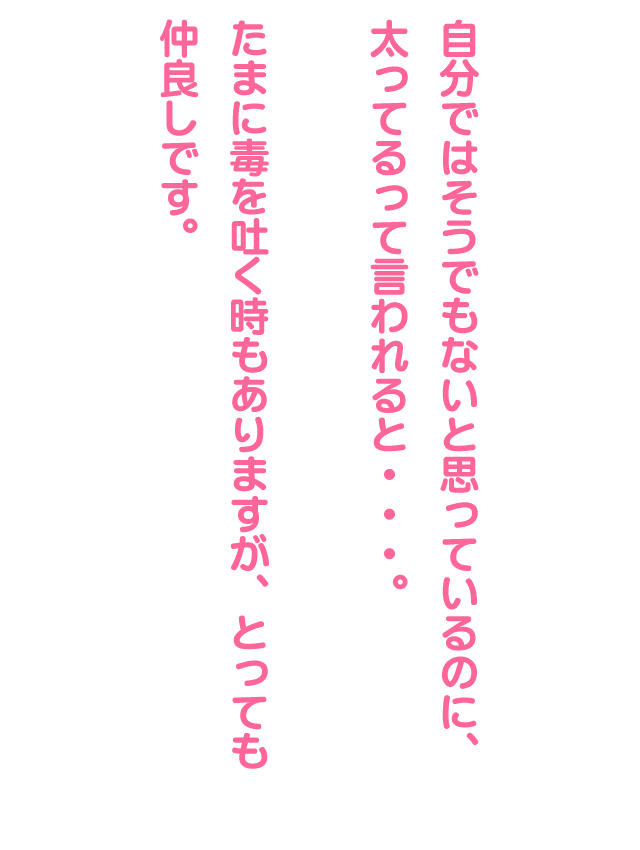 自分ではそうでもないと思っているのに、
太ってるって言われると・・・。
たまに毒を吐く時もありますが、とっても
仲良しです。